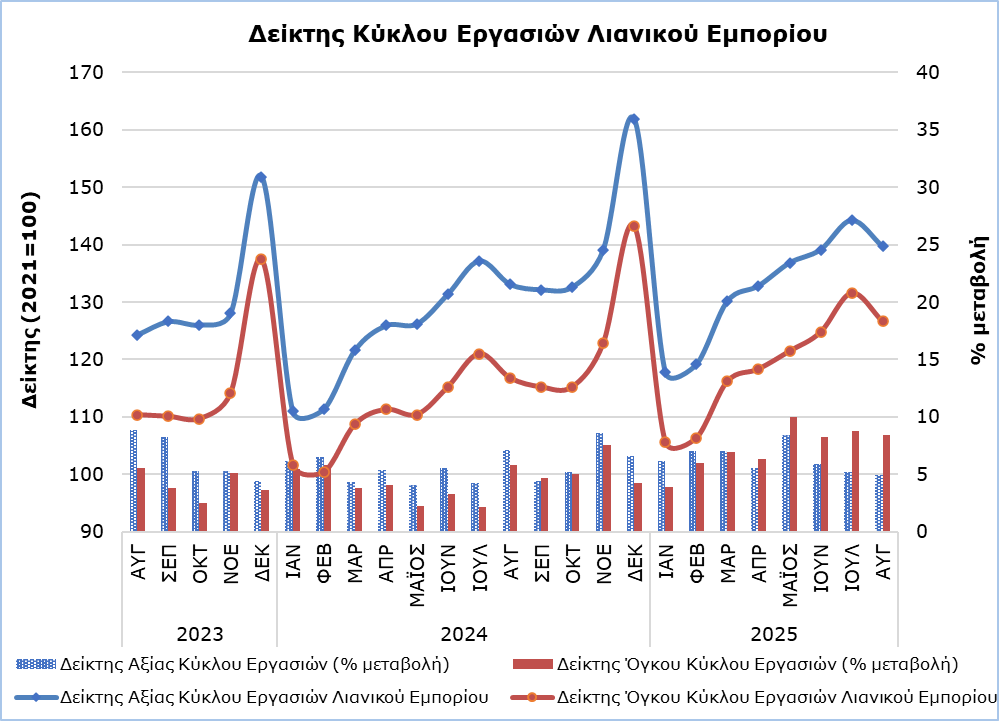 Δείκτης Κύκλου Εργασιών Λιανικού Εμπορίου
170 40
160 35
150 30
140 25
130 20
120 15
110 10
100 5
90 0
Δείκτης (2021=100)
% μεταβολή
ΑΥΓ ΣΕΠ ΟΚΤ ΝΟΕ ΔΕΚ ΙΑΝ ΦΕΒ ΜΑΡ ΑΠΡ ΜΑΪΟΣ ΙΟΥΝ ΙΟΥΛ ΑΥΓ ΣΕΠ ΟΚΤ ΝΟΕ ΔΕΚ ΙΑΝ ΦΕΒ ΜΑΡ ΑΠΡ ΜΑΪΟΣ ΙΟΥΝ ΙΟΥΛ ΑΥΓ
2023 2024 2025
Δείκτης Αξίας Κύκλου Εργασιών (% μεταβολή) Δείκτης Όγκου Κύκλου Εργασιών (% μεταβολή)
Δείκτης Αξίας Κύκλου Εργασιών Λιανικού Εμπορίου Δείκτης Όγκου Κύκλου Εργασιών Λιανικού Εμπορίου